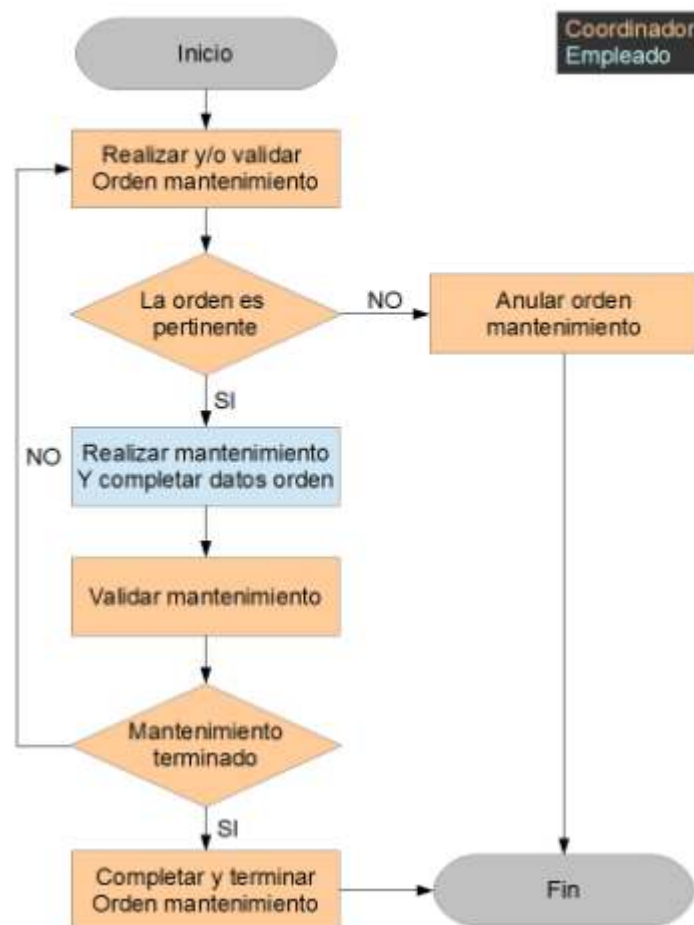 Inicio
Coordinador
Empleado
Realizar y/o validar
Orden mantenimiento
La orden es
pertinente
NO
Anular orden
mantenimiento
SI
NO
Realizar mantenimiento
Y completar datos orden
Validar mantenimiento
Mantenimiento
terminado
SI
Completar y terminar
Orden mantenimiento
Fin